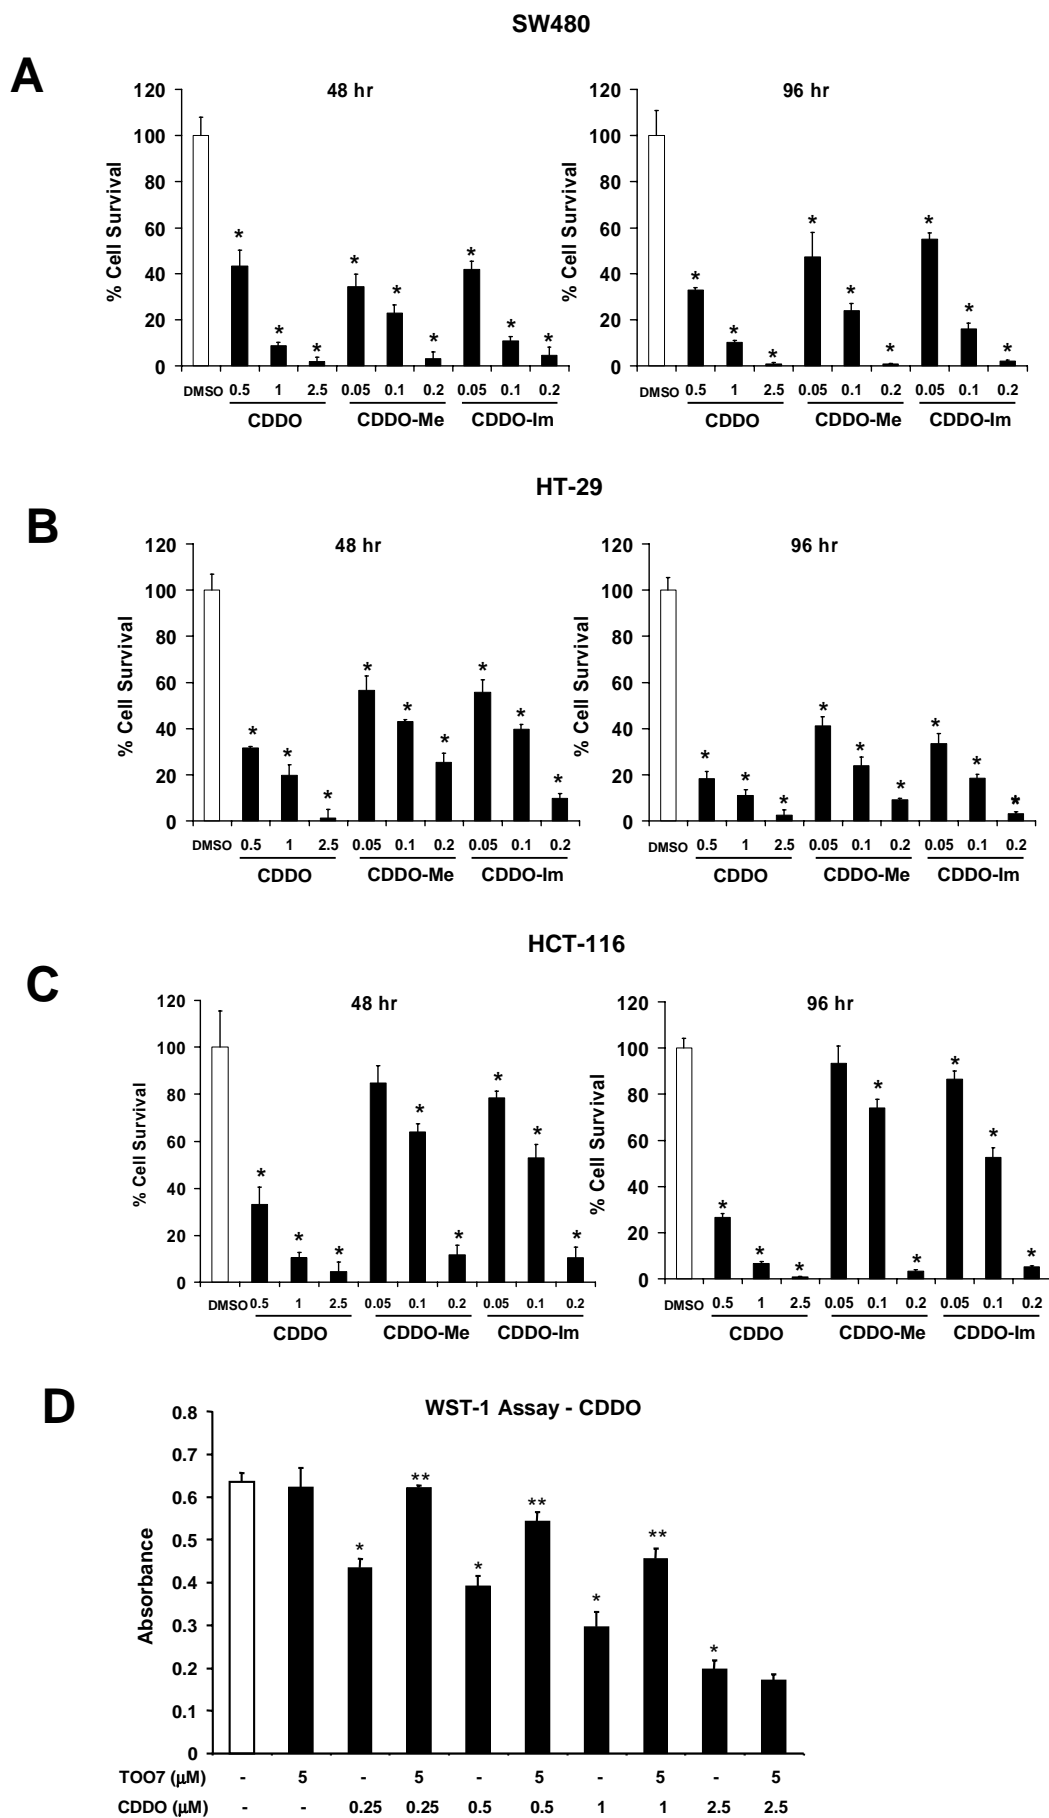 SW480
A
48 hr
96 hr
% Cell Survival
% Cell Survival
120
100
80
60
40
20
0
120
100
80
60
40
20
0
* * * * * * * * *
* * * * * * * * *
DMSO 0.5 1 2.5 0.05 0.1 0.2 0.05 0.1 0.2
DMSO 0.5 1 2.5 0.05 0.1 0.2 0.05 0.1 0.2
CDDO CDDO-Me CDDO-Im
CDDO CDDO-Me CDDO-Im
HT-29
B
48 hr
96 hr
% Cell Survival
% Cell Survival
120
100
80
60
40
20
0
120
100
80
60
40
20
0
* * * * * * * * *
* * * * * * * * *
DMSO 0.5 1 2.5 0.05 0.1 0.2 0.05 0.1 0.2
DMSO 0.5 1 2.5 0.05 0.1 0.2 0.05 0.1 0.2
CDDO CDDO-Me CDDO-Im
CDDO CDDO-Me CDDO-Im
HCT-116
C
48 hr
96 hr
% Cell Survival
% Cell Survival
120
100
80
60
40
20
0
120
100
80
60
40
20
0
* * * * * * * *
* * * * * * * *
DMSO 0.5 1 2.5 0.05 0.1 0.2 0.05 0.1 0.2
DMSO 0.5 1 2.5 0.05 0.1 0.2 0.05 0.1 0.2
CDDO CDDO-Me CDDO-Im
CDDO CDDO-Me CDDO-Im
D
WST-1 Assay - CDDO
Absorbance
0.8
0.7
0.6
0.5
0.4
0.3
0.2
0.1
0
* ** * ** * ** *
TOO7 (μM) - 5 - 5 - 5 - 5 - 5
CDDO (μM) - - 0.25 0.25 0.5 0.5 1 1 2.5 2.5